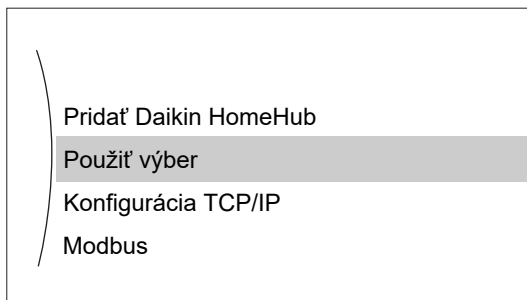 Pridať Daikin HomeHub
Použiť výber
Konfigurácia TCP/IP
Modbus